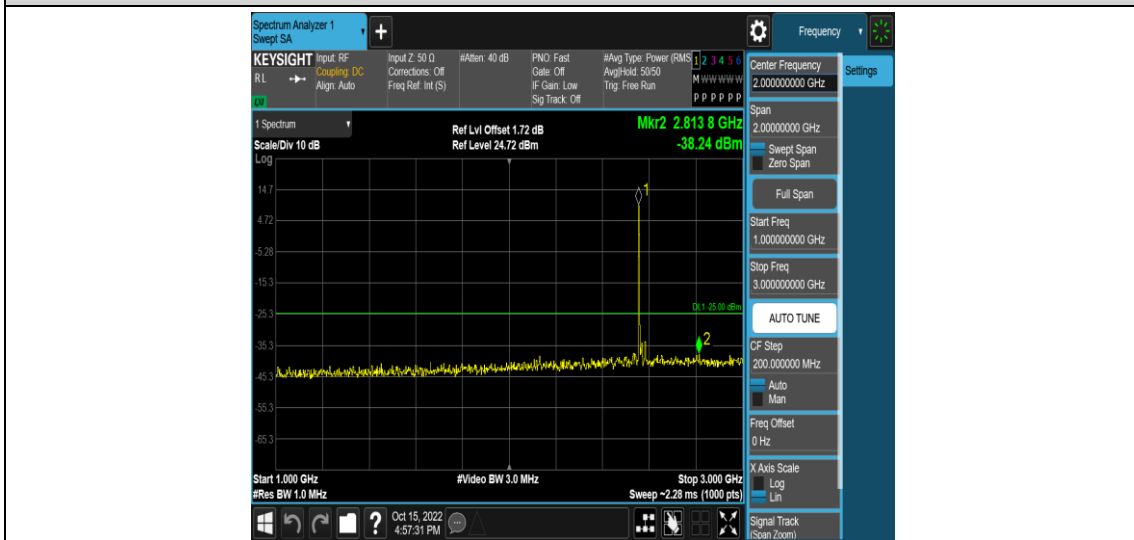 Spectrum Analyzer 1
Swept SA
+
Frequency
KEYSIGHT
RL
Input: RF
Coupling: DC
Align: Auto
Input Z: 50 Ω
Corrections: Off
Freq Ref: Int (S)
#Atten: 40 dB
PNO: Fast
Gate: Off
IF Gain: Low
Sig Track: Off
#Avg Type: Power (RMS
Avg|Hold: 50/50
Trig: Free Run
1 2 3 4 5 6
M W W W W W
P P P P P P
1 Spectrum
Scale/Div 10 dB
Log
Ref Lvl Offset 1.72 dB
Ref Level 24.72 dBm
Mkr2 2.813 8 GHz
-38.24 dBm
14.7
4.72
-5.28
-15.3
-25.3
-35.3
-45.3
-55.3
-65.3
1
DL1 -25.00 dBm
2
Start 1.000 GHz
#Res BW 1.0 MHz
#Video BW 3.0 MHz
Stop 3.000 GHz
Sweep ~2.28 ms (1000 pts)
Center Frequency
2.000000000 GHz
Settings
Span
2.00000000 GHz
Swept Span
Zero Span
Full Span
Start Freq
1.000000000 GHz
Stop Freq
3.000000000 GHz
AUTO TUNE
CF Step
200.000000 MHz
Auto
Man
Freq Offset
0 Hz
X Axis Scale
Log
Lin
Signal Track
(Span Zoom)
?
Oct 15, 2022
4:57:31 PM